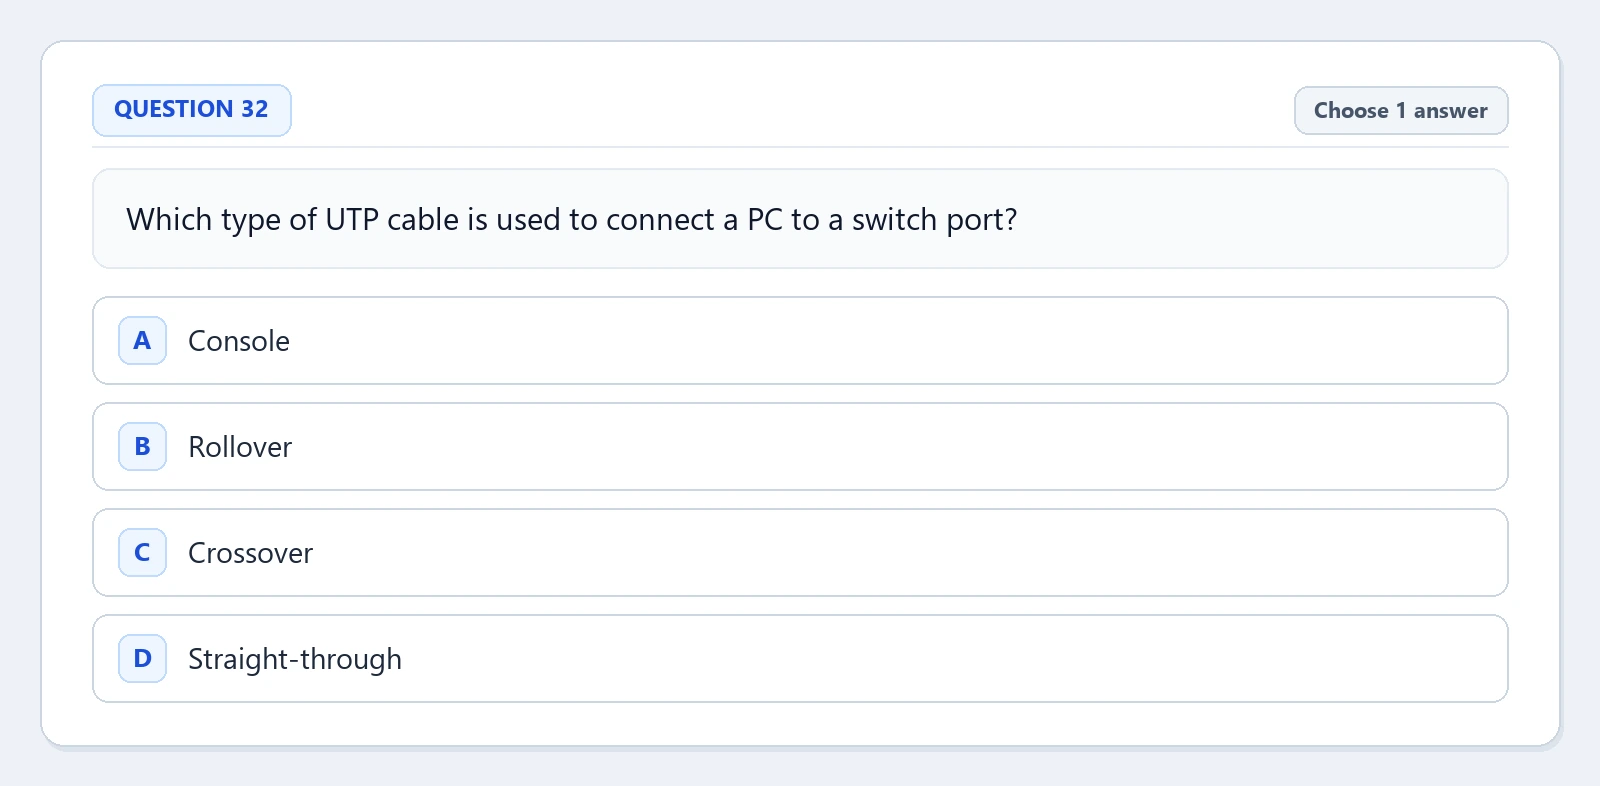 QUESTION 32
Choose 1 answer
Which type of UTP cable is used to connect a PC to a switch port?
A Console
B Rollover
C Crossover
D Straight-through